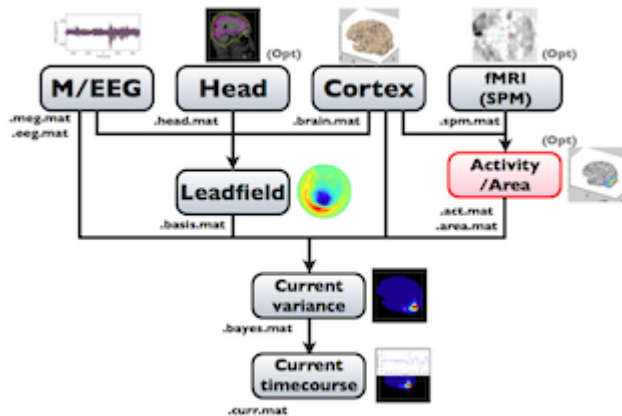 (Opt)
(Opt)
M/EEG
Head
Cortex
fMRI
(SPM)
.meg.mat
.eeg.mat
.head.mat
.brain.mat
.spm.mat
(Opt)
Leadfield
Activity
/Area
.basis.mat
.act.mat
.area.mat
Current
variance
.bayes.mat
Current
timecourse
.curr.mat